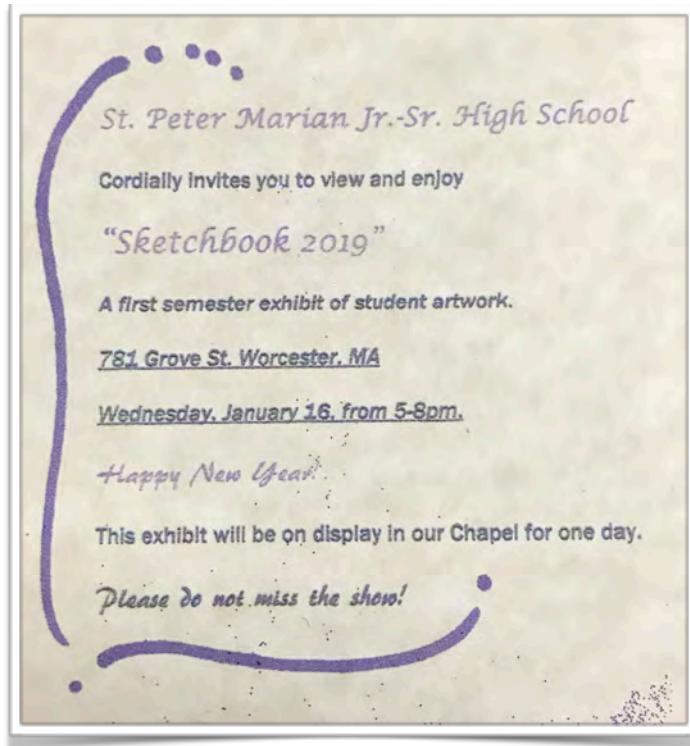 St. Peter Marian Jr.-Sr. High School
Cordially invites you to view and enjoy
“Sketchbook 2019”
A first semester exhibit of student artwork.
781 Grove St. Worcester, MA
Wednesday, January 16, from 5-8pm.
Happy New Year!
This exhibit will be on display in our Chapel for one day.
Please do not miss the show!